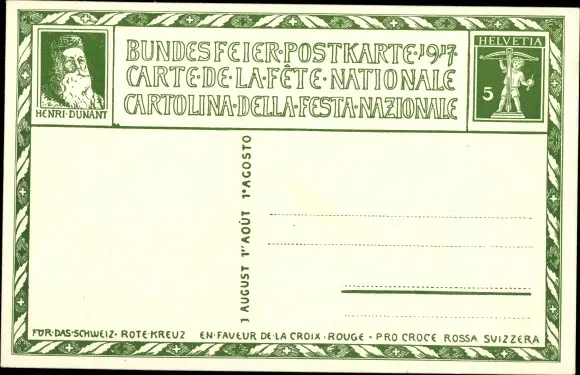 BUNDESFEIER·POSTKARTE·1917
CARTE·DE·LA·FÊTE·NATIONALE
CARTOLINA·DELLA·FESTA·NAZIONALE
HENRI·DUNANT
HELVETIA
5
1 AUGUST 1ER AOÛT 1º AGOSTO
FÜR·DAS·SCHWEIZ·ROTE·KREUZ EN·FAVEUR·DE·LA·CROIX·ROUGE·PRO CROCE ROSSA SVIZZERA